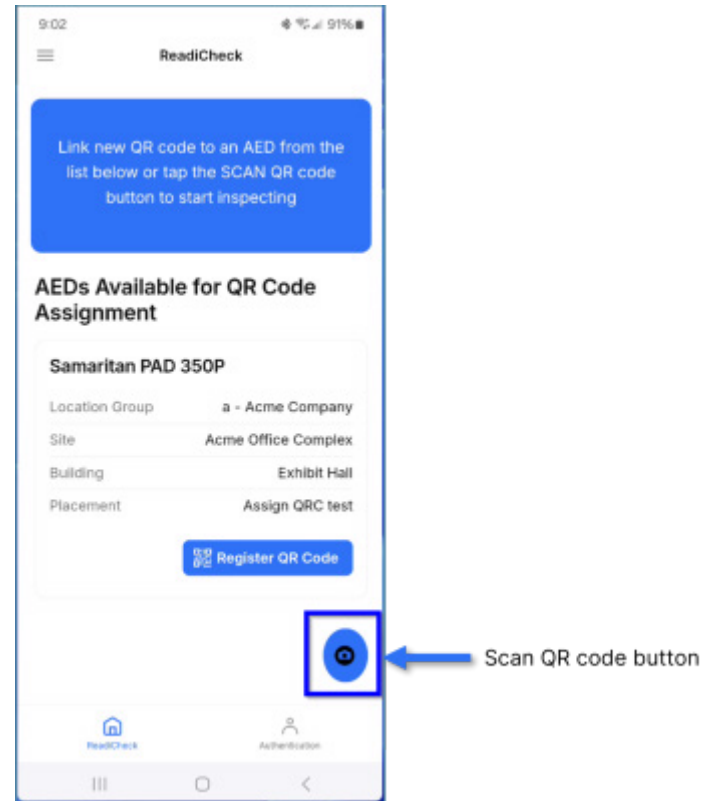 9:02 91%
ReadiCheck
Link new QR code to an AED from the
list below or tap the SCAN QR code
button to start inspecting
AEDs Available for QR Code
Assignment
Samaritan PAD 350P
Location Group a - Acme Company
Site Acme Office Complex
Building Exhibit Hall
Placement Assign QRC test
Register QR Code
Scan QR code button
ReadiCheck Authentication